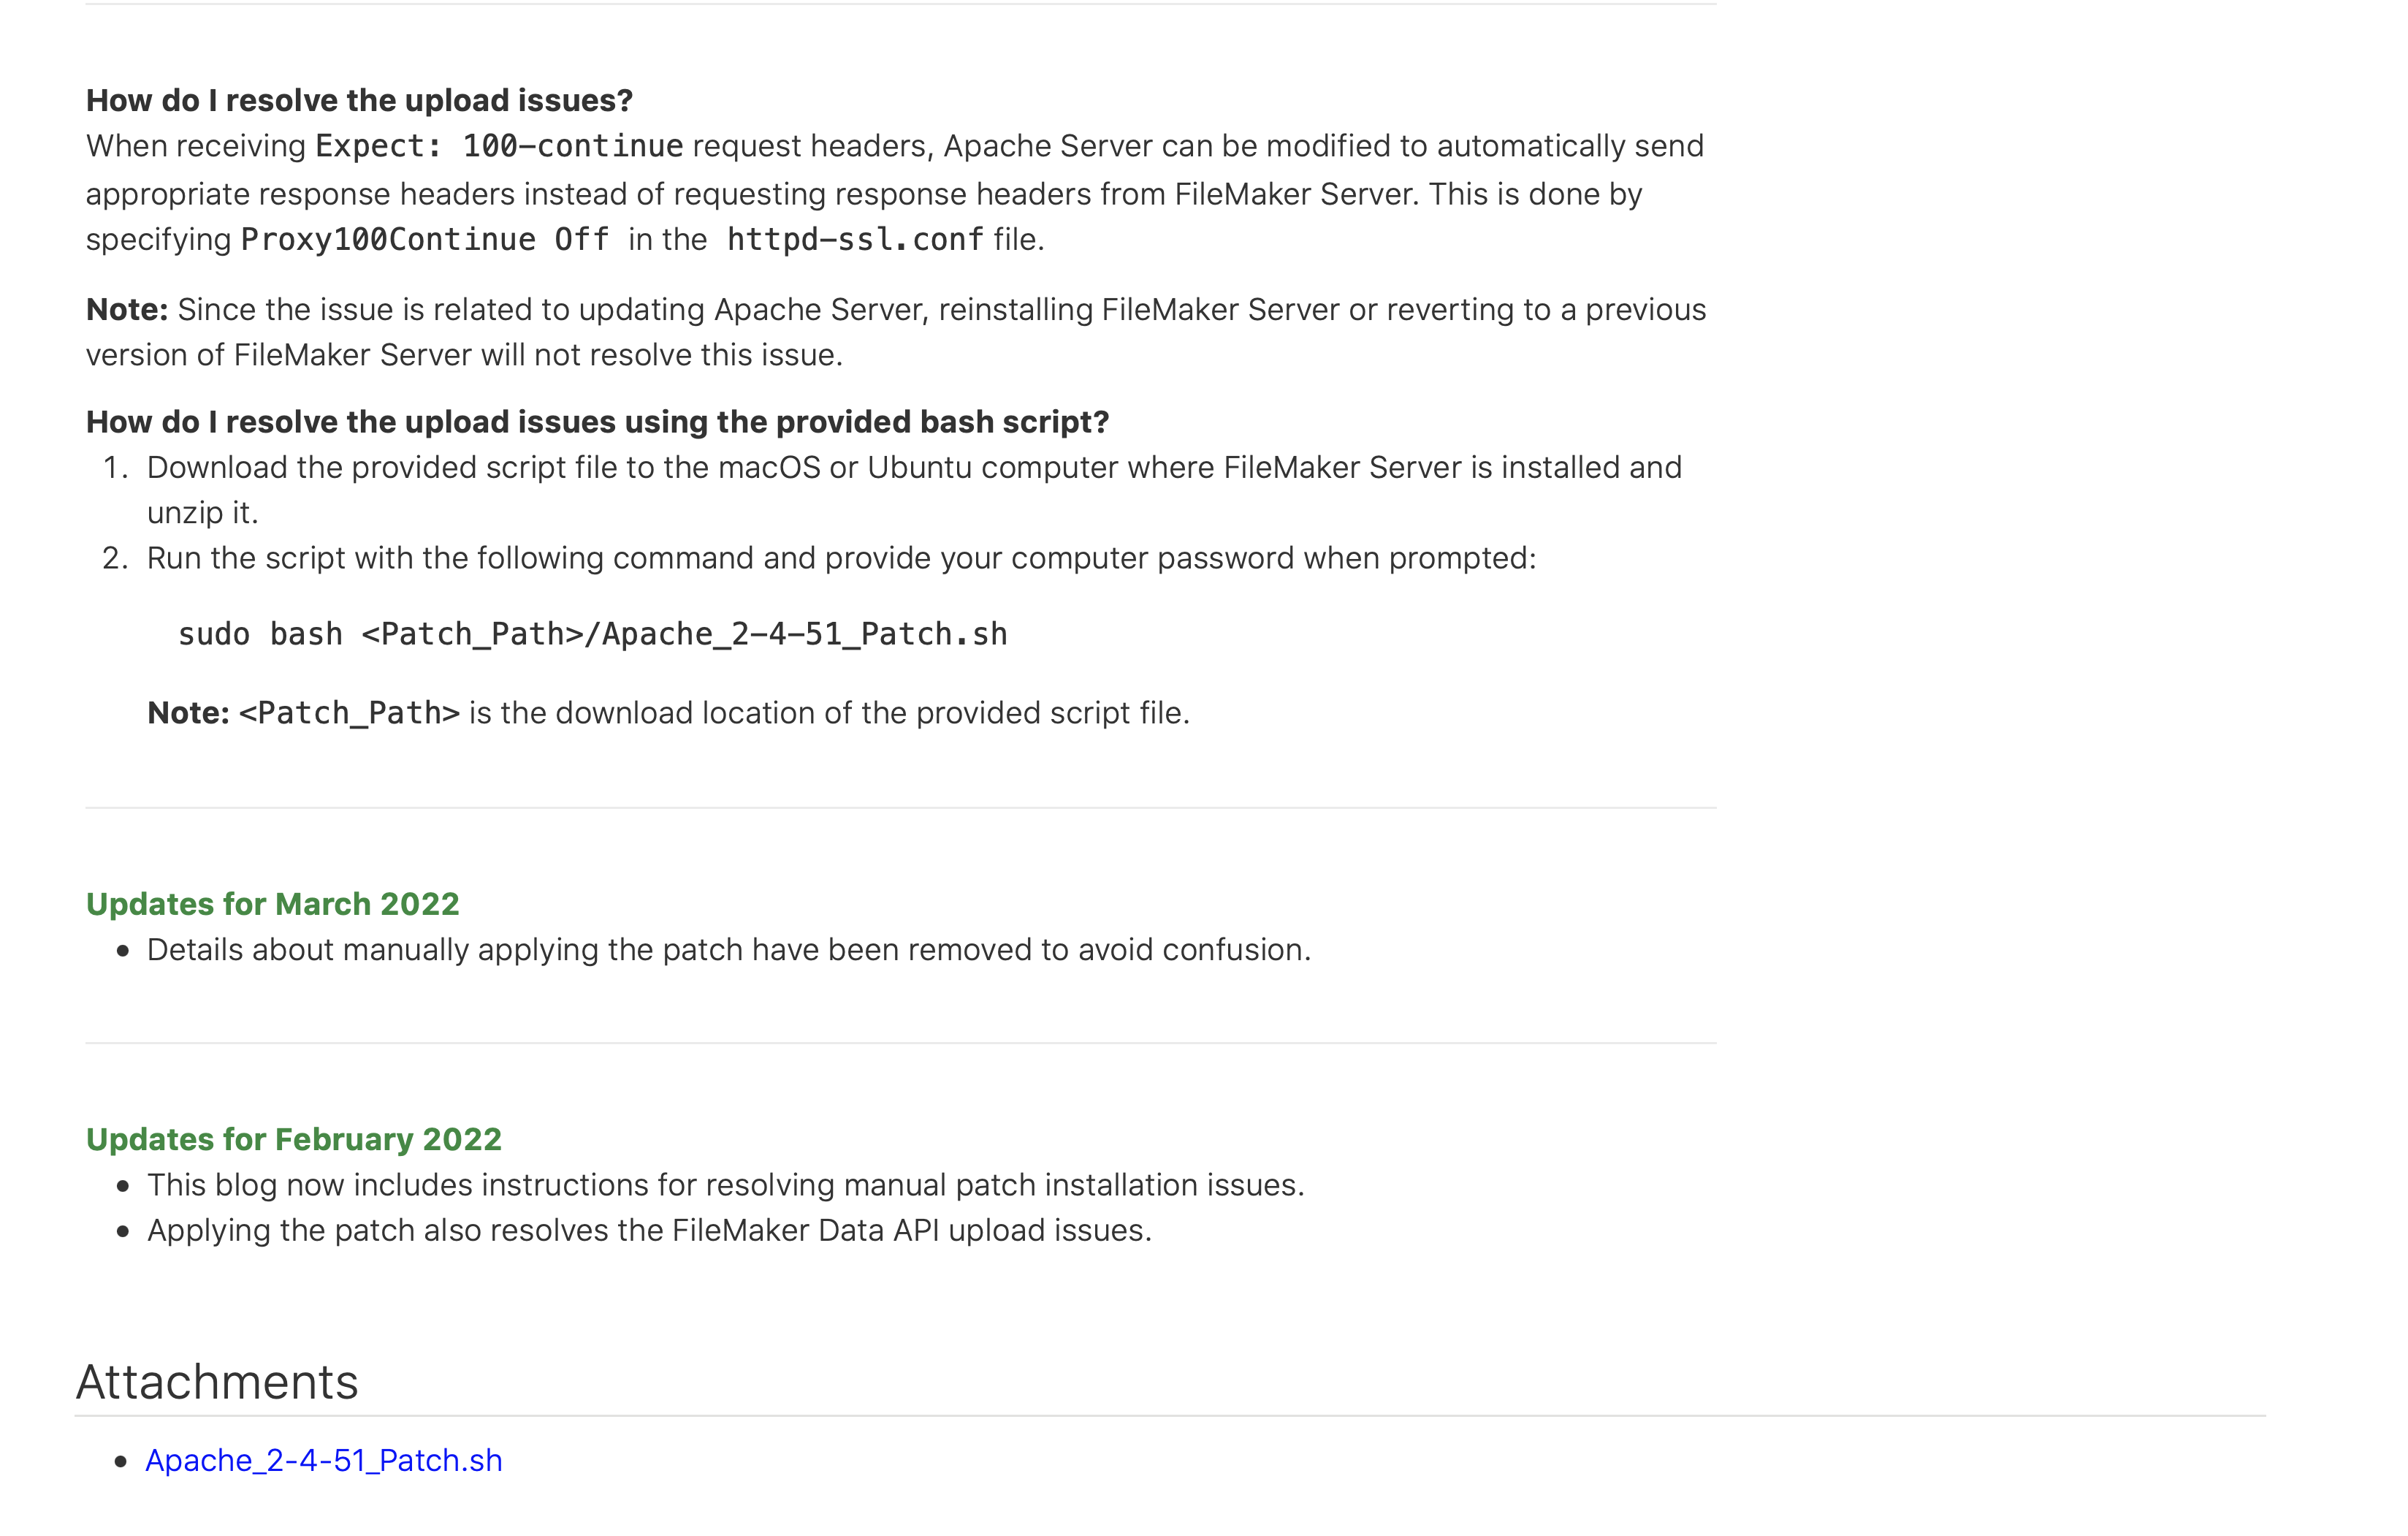 How do I resolve the upload issues?
When receiving Expect: 100-continue request headers, Apache Server can be modified to automatically send
appropriate response headers instead of requesting response headers from FileMaker Server. This is done by
specifying Proxy100Continue Off in the httpd-ssl.conf file.
Note: Since the issue is related to updating Apache Server, reinstalling FileMaker Server or reverting to a previous
version of FileMaker Server will not resolve this issue.
How do I resolve the upload issues using the provided bash script?
1. Download the provided script file to the macOS or Ubuntu computer where FileMaker Server is installed and
unzip it.
2. Run the script with the following command and provide your computer password when prompted:
sudo bash <Patch_Path>/Apache_2-4-51_Patch.sh
Note: <Patch_Path> is the download location of the provided script file.
Updates for March 2022
• Details about manually applying the patch have been removed to avoid confusion.
Updates for February 2022
• This blog now includes instructions for resolving manual patch installation issues.
• Applying the patch also resolves the FileMaker Data API upload issues.
Attachments
• Apache_2-4-51_Patch.sh